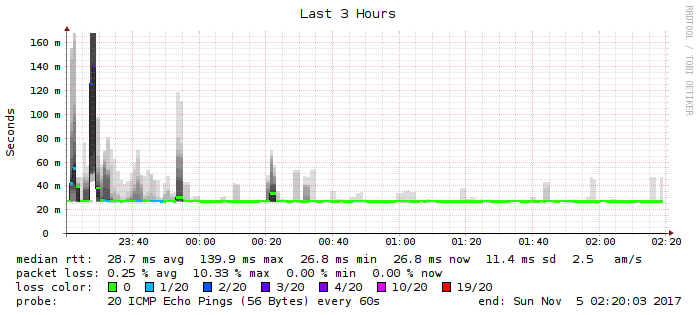 Last 3 Hours
RRDTOOL / TOBI OETIKER
Seconds
160 m
140 m
120 m
100 m
80 m
60 m
40 m
20 m
0
23:40 00:00 00:20 00:40 01:00 01:20 01:40 02:00 02:20
median rtt: 28.7 ms avg 139.9 ms max 26.8 ms min 26.8 ms now 11.4 ms sd 2.5 am/s
packet loss: 0.25 % avg 10.33 % max 0.00 % min 0.00 % now
loss color: 0 1/20 2/20 3/20 4/20 10/20 19/20
probe: 20 ICMP Echo Pings (56 Bytes) every 60s end: Sun Nov 5 02:20:03 2017